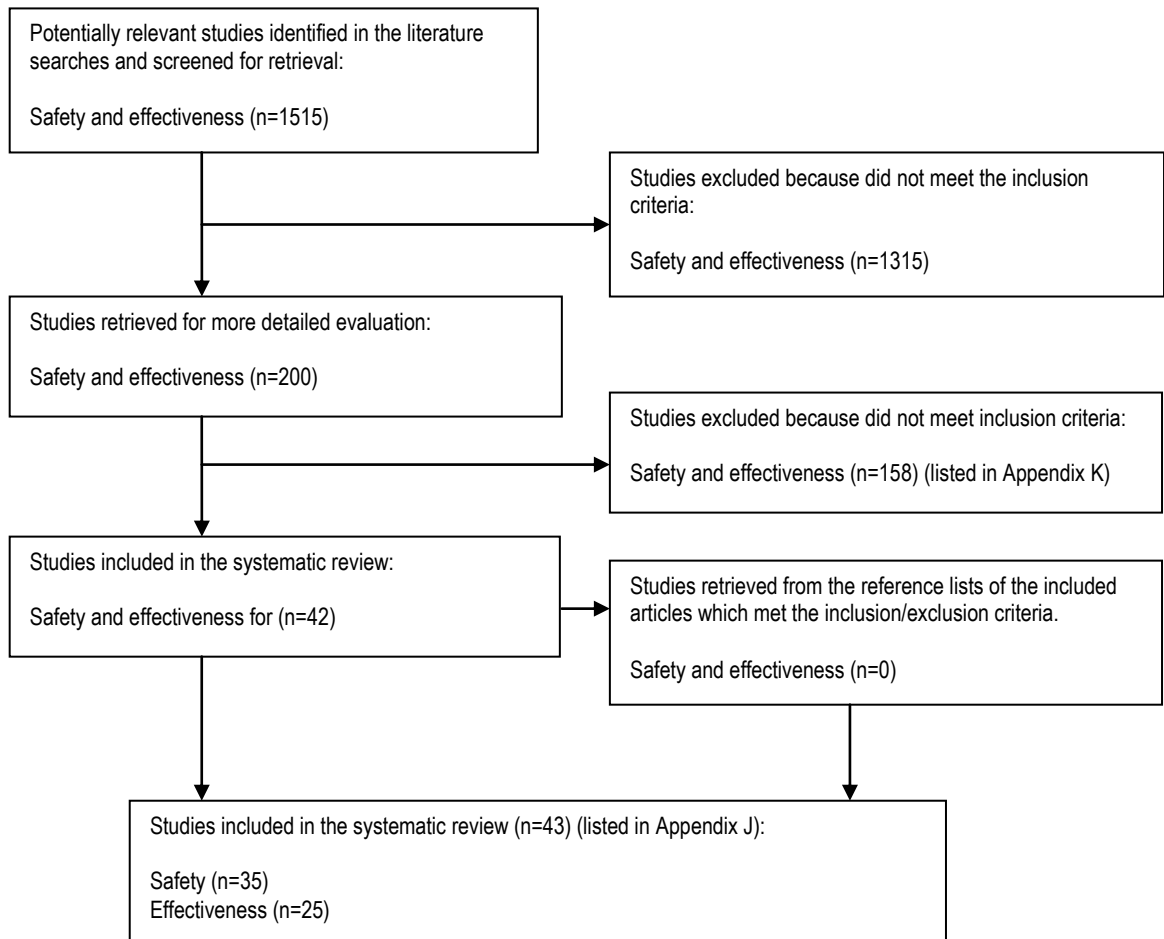 Potentially relevant studies identified in the literature
searches and screened for retrieval:
Safety and effectiveness (n=1515)
Studies excluded because did not meet the inclusion
criteria:
Safety and effectiveness (n=1315)
Studies retrieved for more detailed evaluation:
Safety and effectiveness (n=200)
Studies excluded because did not meet inclusion criteria:
Safety and effectiveness (n=158) (listed in Appendix K)
Studies included in the systematic review:
Safety and effectiveness for (n=42)
Studies retrieved from the reference lists of the included
articles which met the inclusion/exclusion criteria.
Safety and effectiveness (n=0)
Studies included in the systematic review (n=43) (listed in Appendix J):
Safety (n=35)
Effectiveness (n=25)